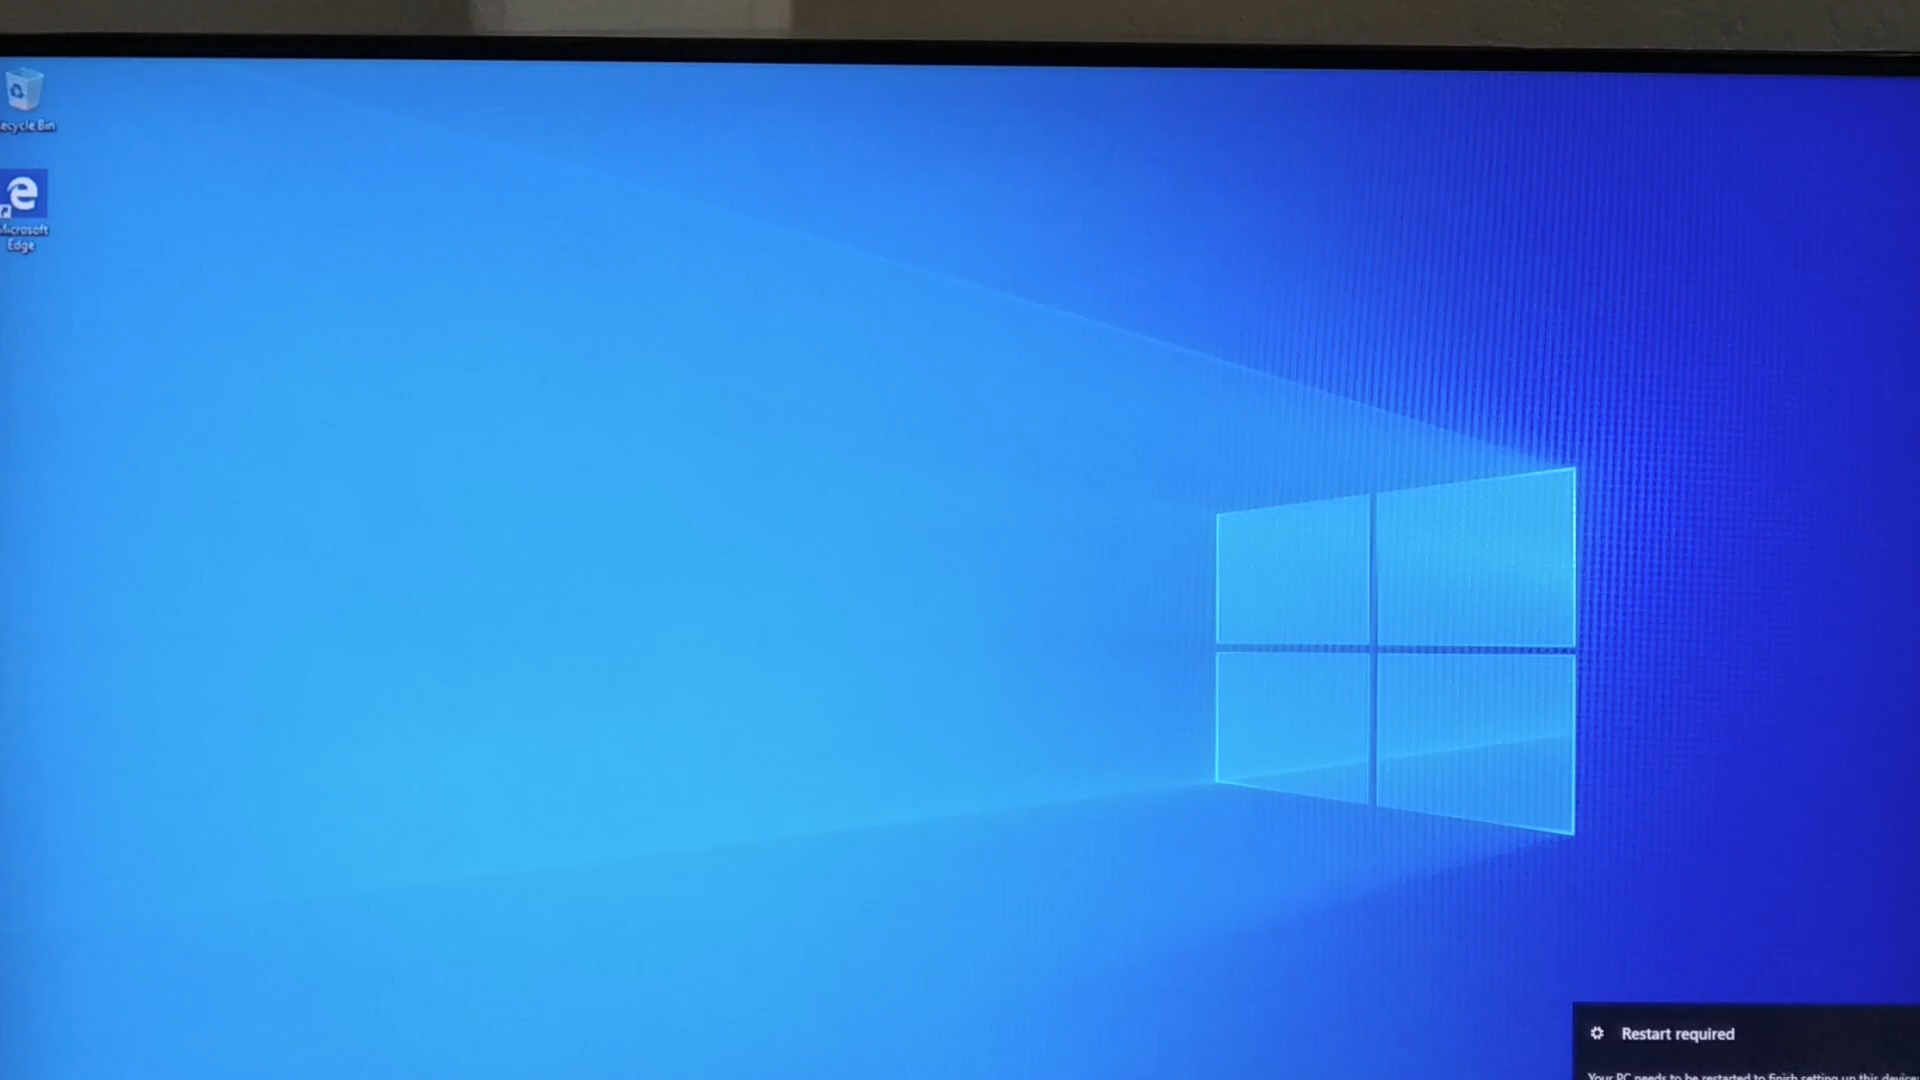 ecycle Bin
Microsoft
Edge
Restart required
Your PC needs to be restarted to finish setting up this device